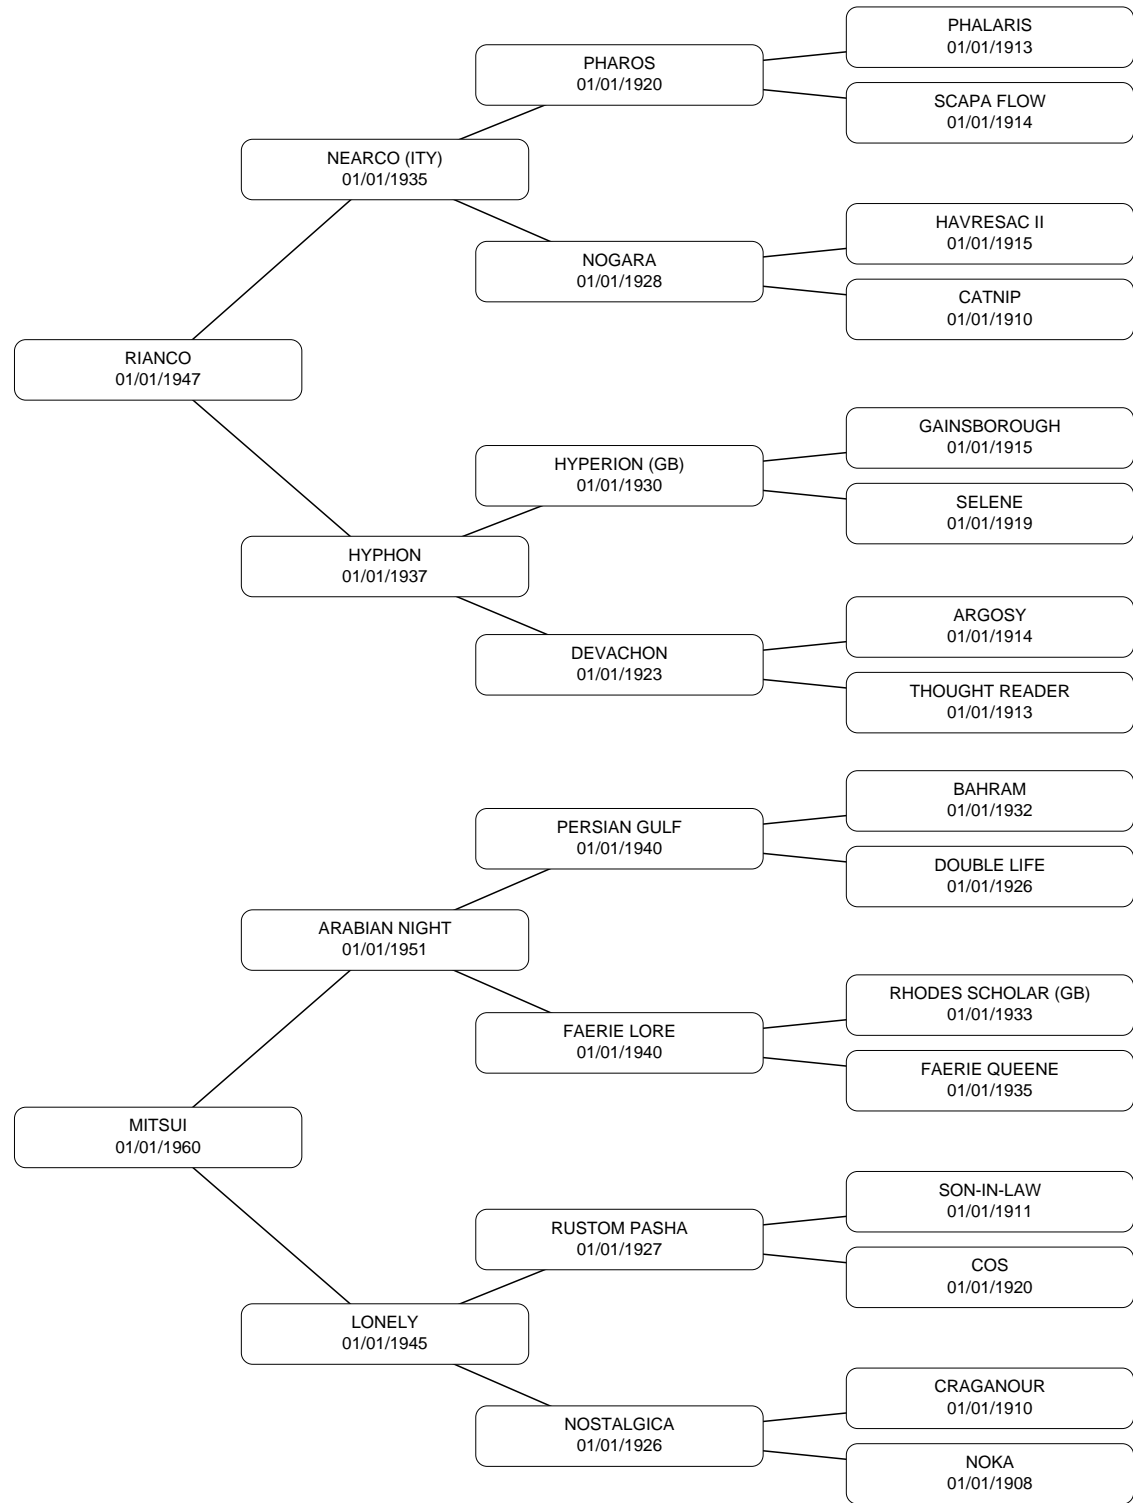 PHALARIS
01/01/1913
PHAROS
01/01/1920
SCAPA FLOW
01/01/1914
NEARCO (ITY)
01/01/1935
HAVRESAC II
01/01/1915
NOGARA
01/01/1928
CATNIP
01/01/1910
RIANCO
01/01/1947
GAINSBOROUGH
01/01/1915
HYPERION (GB)
01/01/1930
SELENE
01/01/1919
HYPHON
01/01/1937
ARGOSY
01/01/1914
DEVACHON
01/01/1923
THOUGHT READER
01/01/1913
BAHRAM
01/01/1932
PERSIAN GULF
01/01/1940
DOUBLE LIFE
01/01/1926
ARABIAN NIGHT
01/01/1951
RHODES SCHOLAR (GB)
01/01/1933
FAERIE LORE
01/01/1940
FAERIE QUEENE
01/01/1935
MITSUI
01/01/1960
SON-IN-LAW
01/01/1911
RUSTOM PASHA
01/01/1927
COS
01/01/1920
LONELY
01/01/1945
CRAGANOUR
01/01/1910
NOSTALGICA
01/01/1926
NOKA
01/01/1908